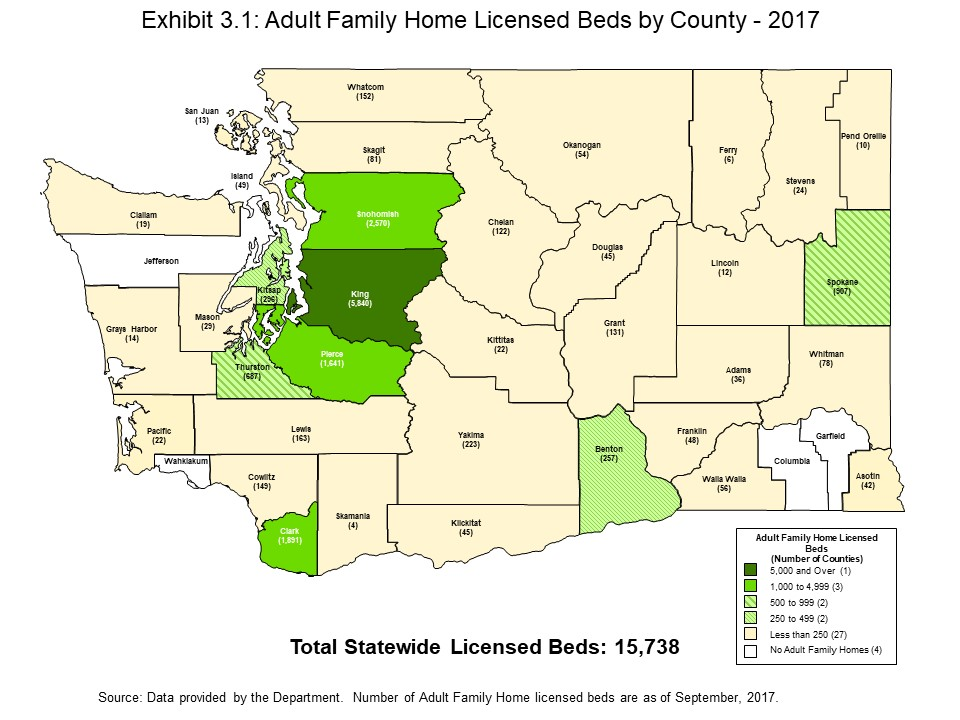 Exhibit 3.1: Adult Family Home Licensed Beds by County - 2017
Whatcom
(152)
San Juan
(13)
Skagit
(81)
Okanogan
(54)
Ferry
(6)
Pend Oreille
(10)
Stevens
(24)
Island
(49)
Clallam
(19)
Snohomish
(2,570)
Chelan
(122)
Douglas
(45)
Jefferson
Lincoln
(12)
Spokane
(907)
Kitsap
(296)
King
(5,840)
Mason
(29)
Grays Harbor
(14)
Grant
(131)
Kittitas
(22)
Pierce
(1,641)
Thurston
(687)
Adams
(36)
Whitman
(78)
Pacific
(22)
Lewis
(163)
Yakima
(223)
Benton
(257)
Franklin
(48)
Garfield
Columbia
Wahkiakum
Cowlitz
(149)
Walla Walla
(56)
Asotin
(42)
Skamania
(4)
Klickitat
(45)
Clark
(1,891)
Adult Family Home Licensed
Beds
(Number of Counties)
5,000 and Over (1)
1,000 to 4,999 (3)
500 to 999 (2)
250 to 499 (2)
Less than 250 (27)
No Adult Family Homes (4)
Total Statewide Licensed Beds: 15,738
Source: Data provided by the Department. Number of Adult Family Home licensed beds are as of September, 2017.